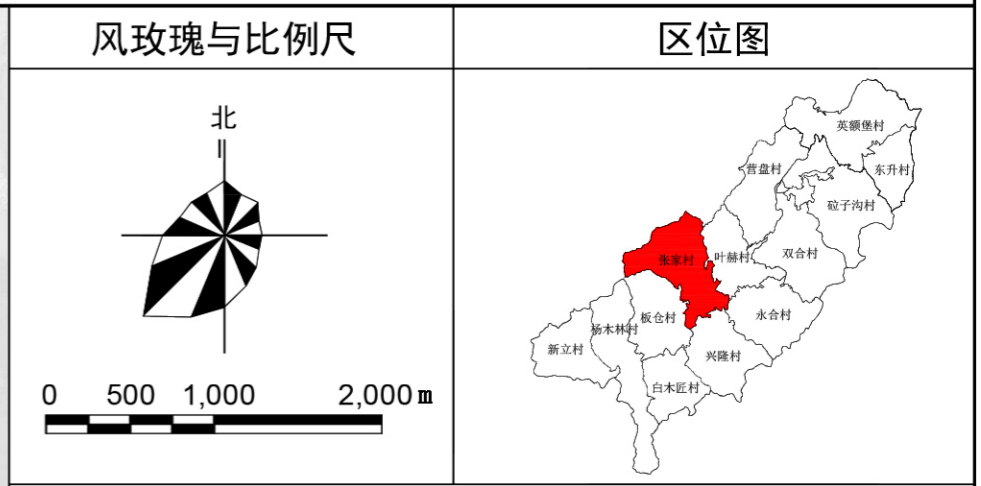 风玫瑰与比例尺
区位图
北
0 500 1,000 2,000 m
英额堡村
营盘村
东升村
砬子沟村
双合村
叶赫村
张家村
永合村
板仓村
杨木林村
新立村
兴隆村
白木匠村